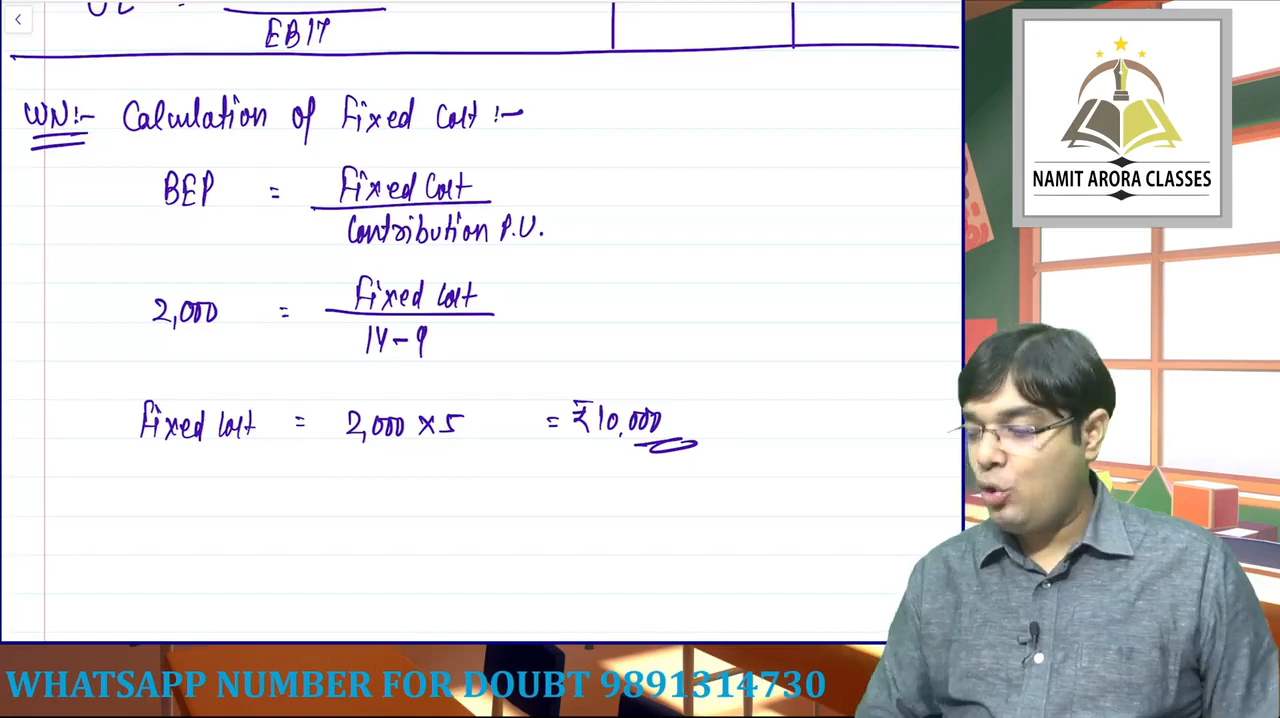 OL =
EBIT
WN:- Calculation of Fixed Cost :-
BEP = Fixed Cost
Contribution P.U.
2,000 = Fixed Cost
14 - 9
Fixed Cost = 2,000 × 5 = ₹10,000
NAMIT ARORA CLASSES
WHATSAPP NUMBER FOR DOUBT 9891314730